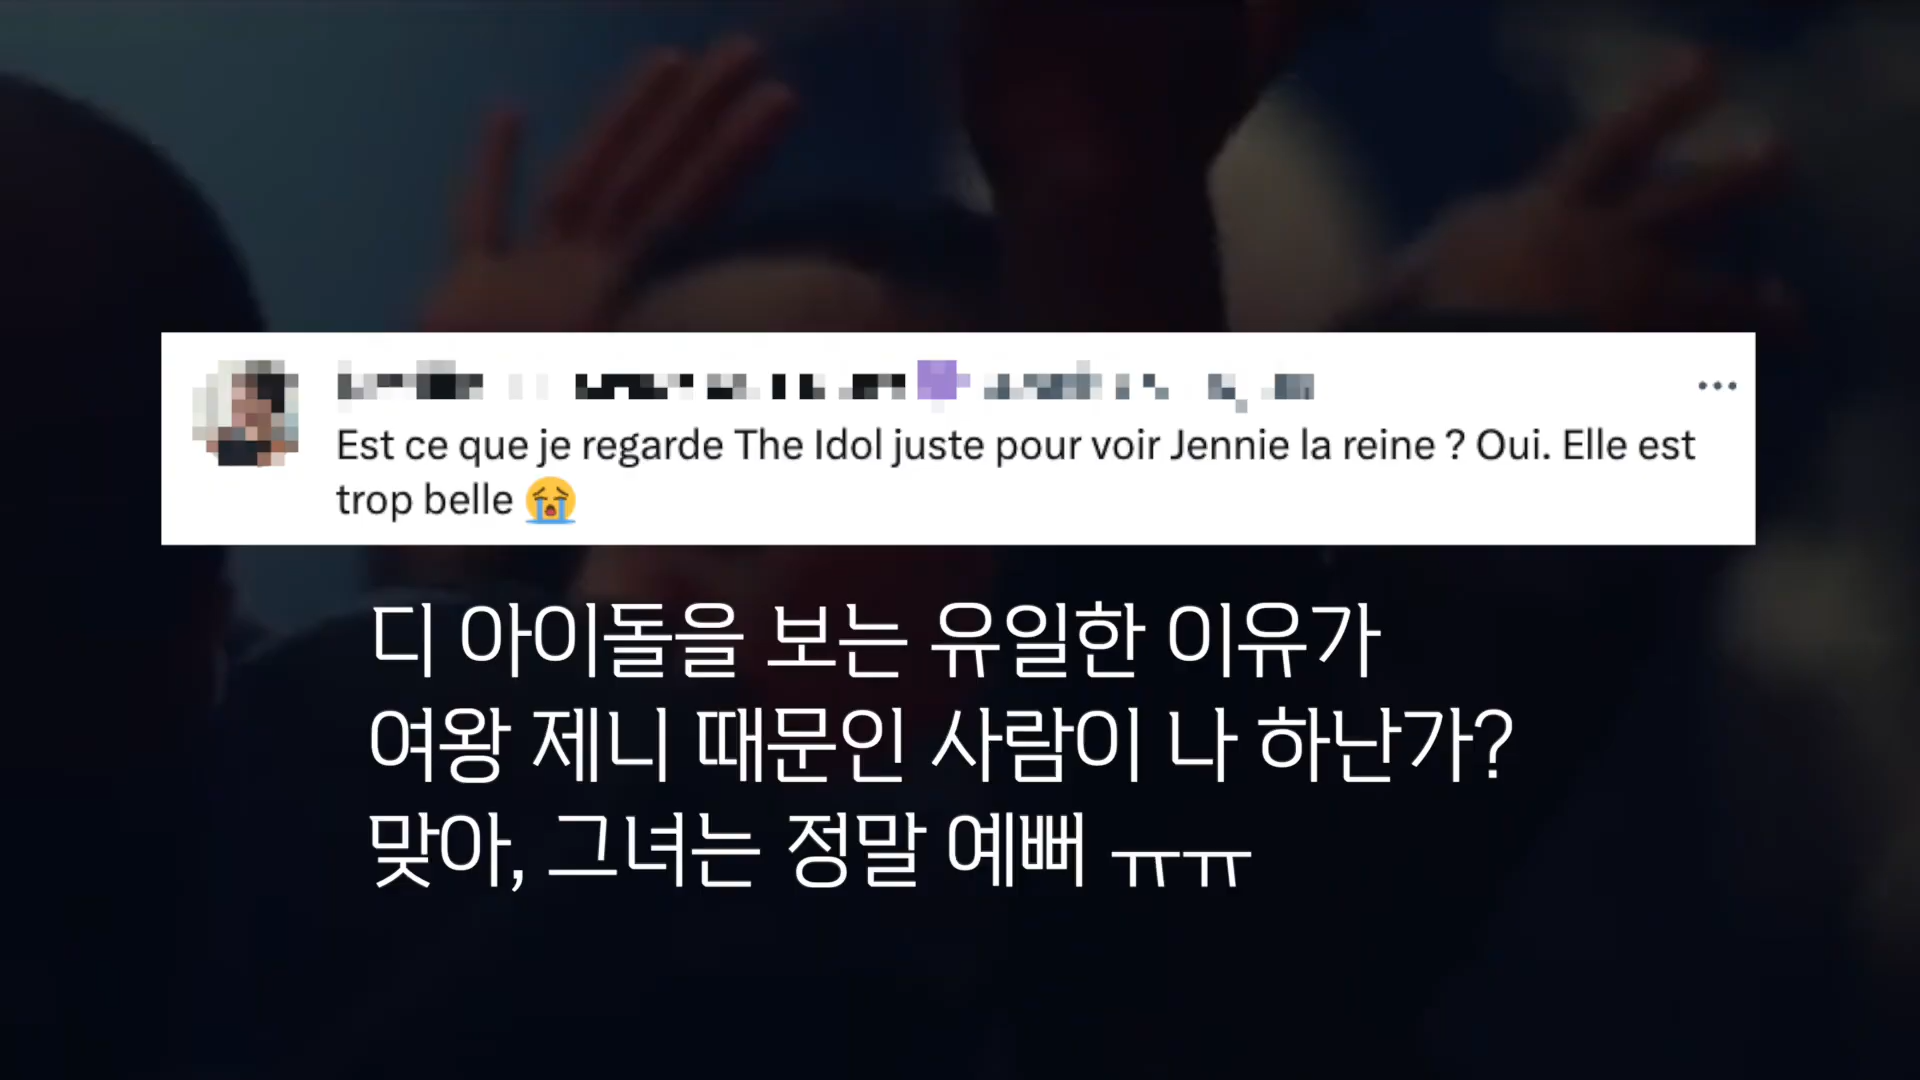 Est ce que je regarde The Idol juste pour voir Jennie la reine ? Oui. Elle est
trop belle 😭
디 아이돌을 보는 유일한 이유가
여왕 제니 때문인 사람이 나 하난가?
맞아, 그녀는 정말 예뻐 ㅠㅠ